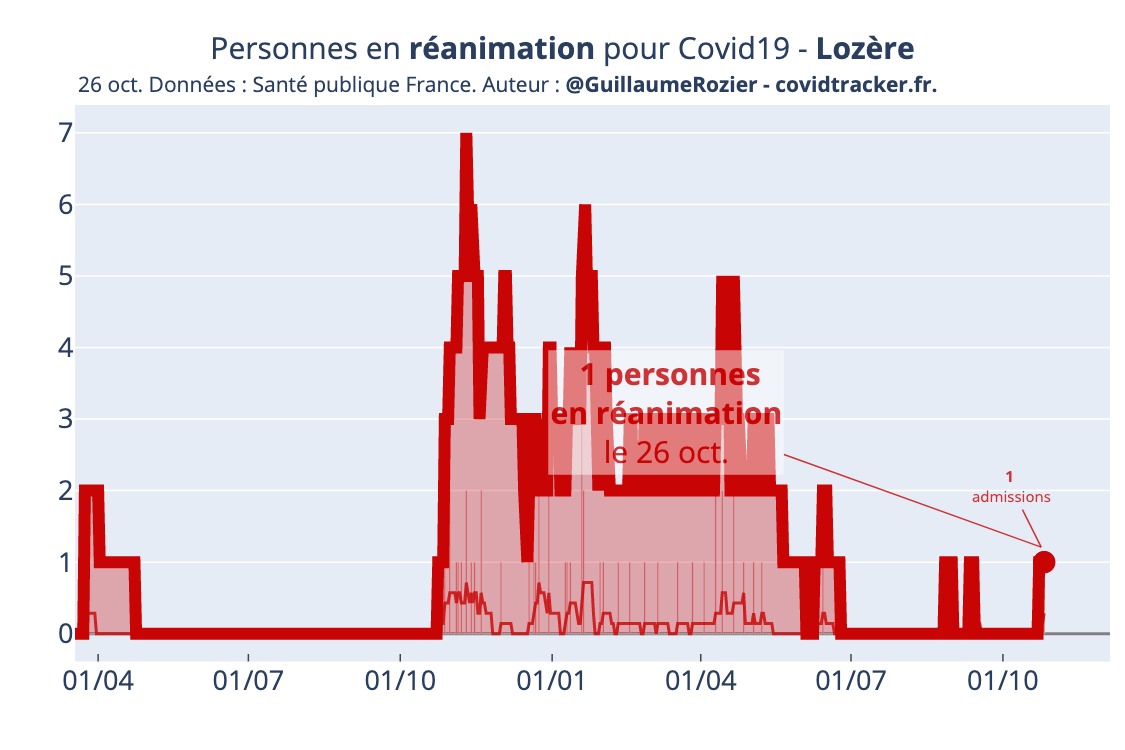 Personnes en réanimation pour Covid19 - Lozère
26 oct. Données : Santé publique France. Auteur : @GuillaumeRozier - covidtracker.fr.
7
6
5
4
3
2
1
0
1 personnes
en réanimation
le 26 oct.
1
admissions
01/04
01/07
01/10
01/01
01/04
01/07
01/10